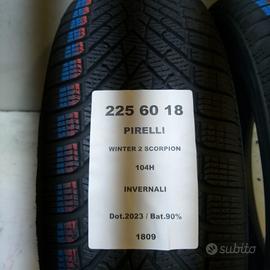 225 60 18
PIRELLI
WINTER 2 SCORPION
104H
INVERNALI
Dot.2023 / Bat.90%
1809
subito